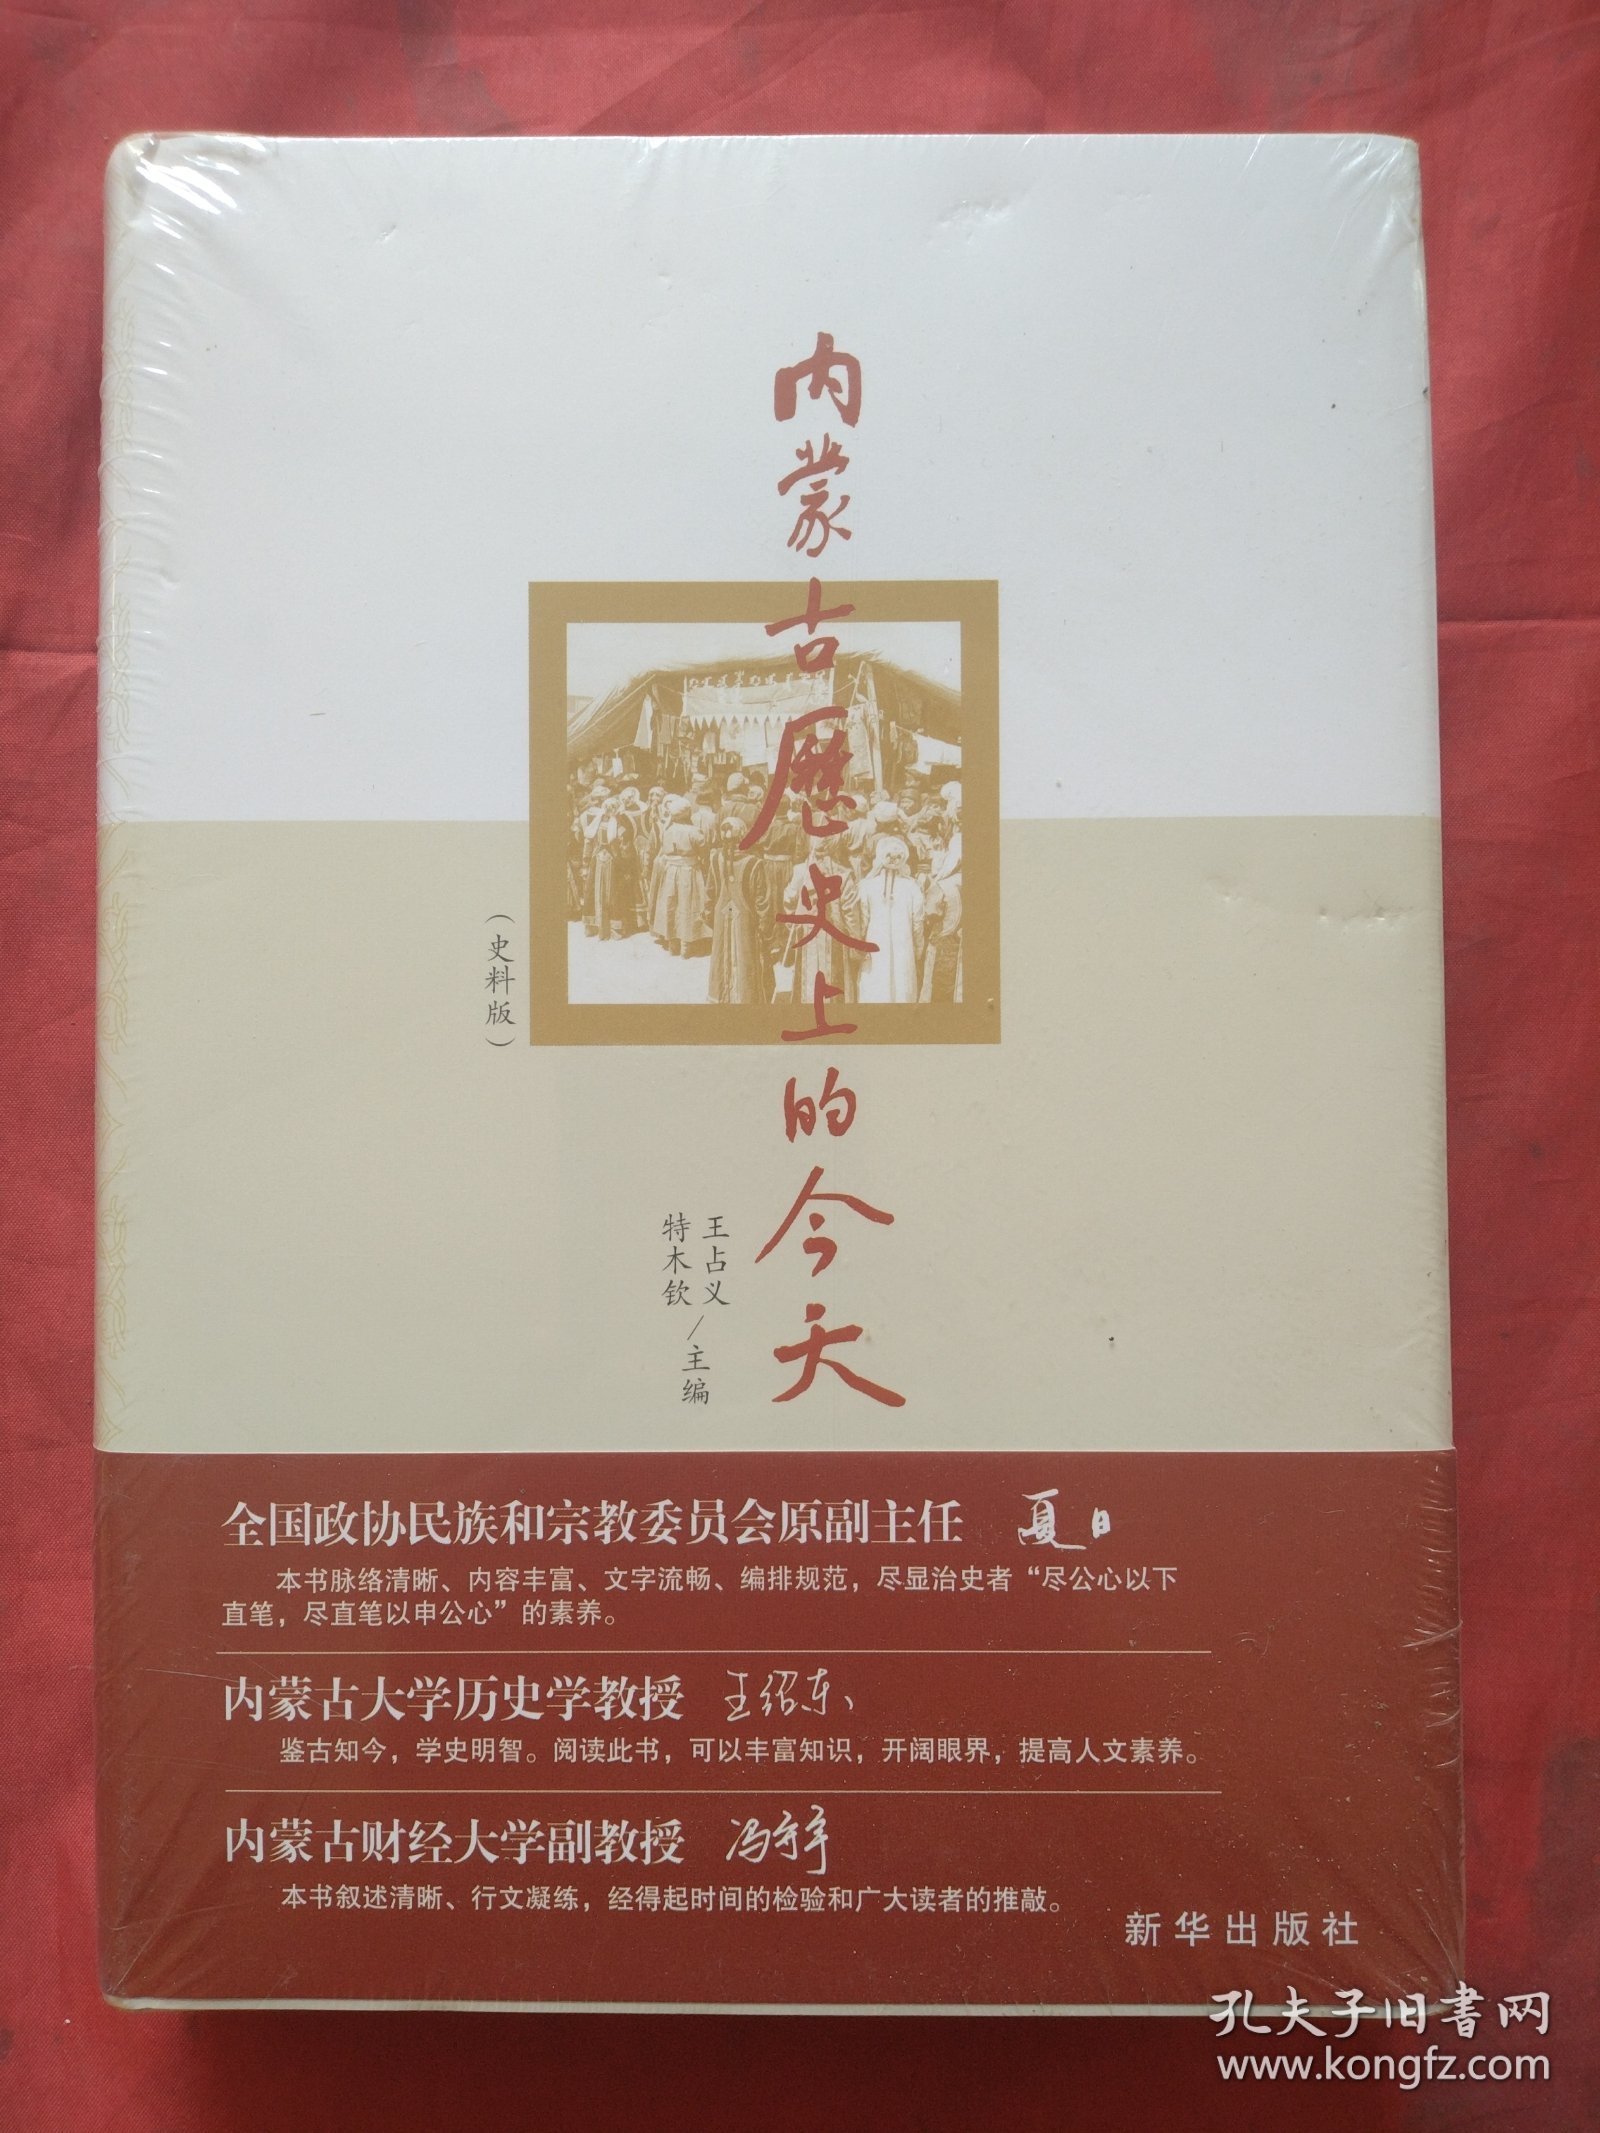 内蒙古歷史上的今天
（史料版）
王占义
特木钦
/主编
全国政协民族和宗教委员会原副主任 夏日
本书脉络清晰、内容丰富、文字流畅、编排规范，尽显治史者“尽公心以下
直笔，尽直笔以申公心”的素养。
内蒙古大学历史学教授 王绍东
鉴古知今，学史明智。阅读此书，可以丰富知识，开阔眼界，提高人文素养。
内蒙古财经大学副教授
本书叙述清晰、行文凝练，经得起时间的检验和广大读者的推敲。
新华出版社
孔夫子旧書网
www.kongfz.com